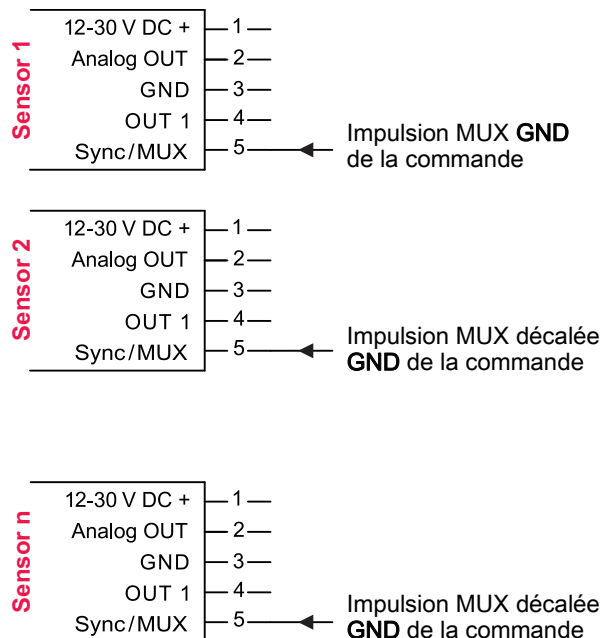 Sensor 1
12-30 V DC + 1
Analog OUT 2
GND 3
OUT 1 4
Sync/MUX 5
Impulsion MUX GND
de la commande
Sensor 2
12-30 V DC + 1
Analog OUT 2
GND 3
OUT 1 4
Sync/MUX 5
Impulsion MUX décalée
GND de la commande
Sensor n
12-30 V DC + 1
Analog OUT 2
GND 3
OUT 1 4
Sync/MUX 5
Impulsion MUX décalée
GND de la commande